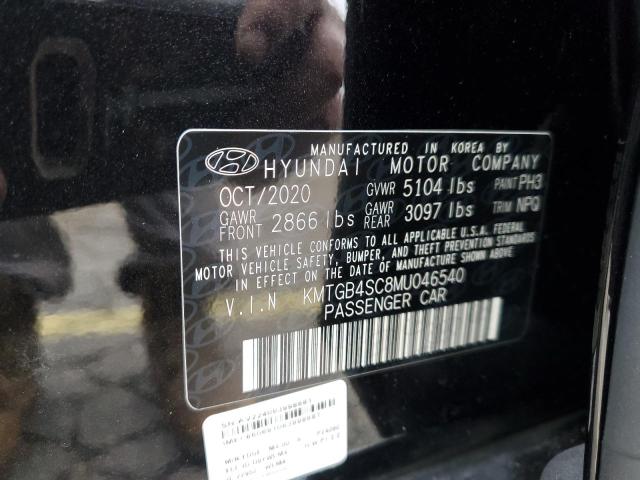 MANUFACTURED IN KOREA BY
HYUNDAI MOTOR COMPANY
OCT/2020 GVWR 5104 lbs PAINT PH3
GAWR FRONT 2866 lbs GAWR REAR 3097 lbs TRIM NPQ
THIS VEHICLE CONFORMS TO ALL APPLICABLE U.S.A. FEDERAL
MOTOR VEHICLE SAFETY, BUMPER, AND THEFT PREVENTION STANDARDS
IN EFFECT ON THE DATE OF MANUFACTURE SHOWN ABOVE
V.I.N KMTGB4SC8MU046540
PASSENGER CAR